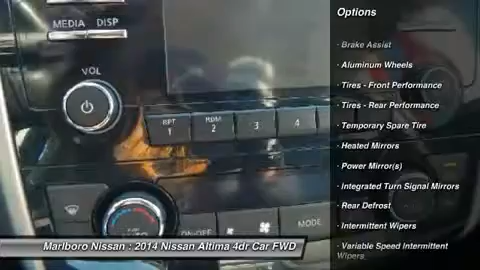 MEDIA DISP
VOL
RPT 1
RDM 2
3
4
ON•OFF
MODE
Marlboro Nissan : 2014 Nissan Altima 4dr Car FWD
Options
· Brake Assist
· Aluminum Wheels
· Tires - Front Performance
· Tires - Rear Performance
· Temporary Spare Tire
· Heated Mirrors
· Power Mirror(s)
· Integrated Turn Signal Mirrors
· Rear Defrost
· Intermittent Wipers
· Variable Speed Intermittent
Wipers